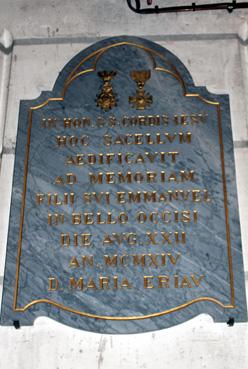 IN HON. S.S. CORDIS IESV
HOC SACELLVM
AEDIFICAVIT
AD MEMORIAM
FILII SVI EMMANVEL
IN BELLO OCCISI
DIE AVG. XXII
AN. MCMXIV
D. MARIA ERIAV